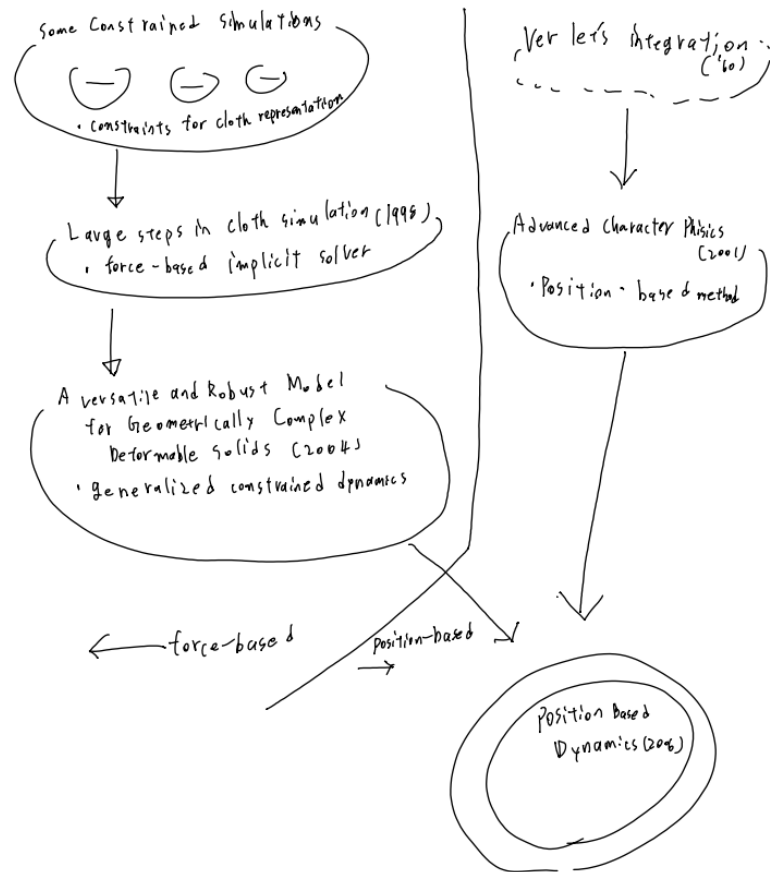 Some Constrained Simulations
・constraints for cloth representation
Large steps in cloth simulation (1998)
・force-based implicit solver
A versatile and Robust Model
for Geometrically Complex
Deformable Solids (2004)
・generalized constrained dynamics
←force-based
position-based
→
Verlet's integration
('60)
Advanced Character Phisics
(2001)
・Position-based method
Position Based
Dynamics (2006)